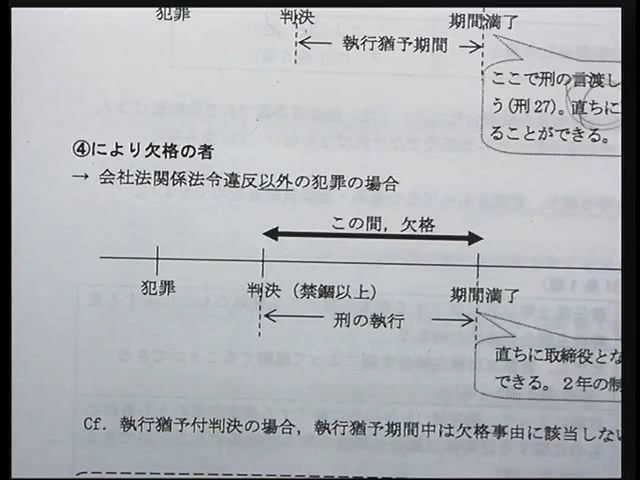 犯罪
判決
期間満了
執行猶予期間
ここで刑の言渡し
う(刑27)。直ちに
ることができる。
④により欠格の者
→ 会社法関係法令違反以外の犯罪の場合
この間，欠格
犯罪
判決（禁錮以上）
期間満了
刑の執行
直ちに取締役とな
できる。２年の制
Cf. 執行猶予付判決の場合，執行猶予期間中は欠格事由に該当しない